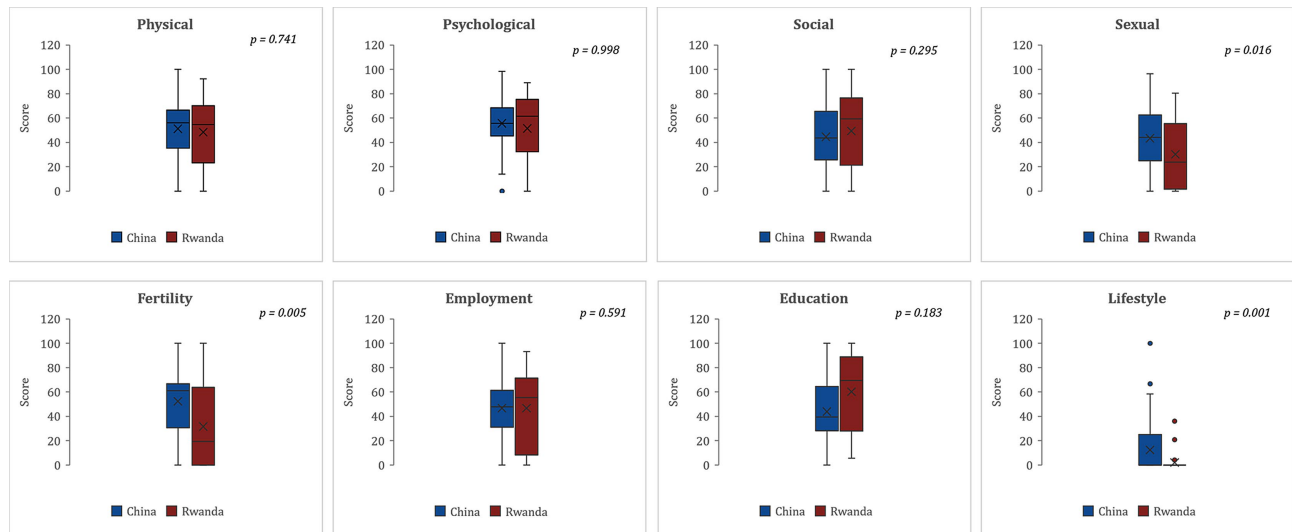 Physical
p = 0.741
120
100
80
60
40
20
0
Score
China Rwanda
Psychological
p = 0.998
120
100
80
60
40
20
0
Score
China Rwanda
Social
p = 0.295
120
100
80
60
40
20
0
Score
China Rwanda
Sexual
p = 0.016
120
100
80
60
40
20
0
Score
China Rwanda
Fertility
p = 0.005
120
100
80
60
40
20
0
Score
China Rwanda
Employment
p = 0.591
120
100
80
60
40
20
0
Score
China Rwanda
Education
p = 0.183
120
100
80
60
40
20
0
Score
China Rwanda
Lifestyle
p = 0.001
120
100
80
60
40
20
0
Score
China Rwanda